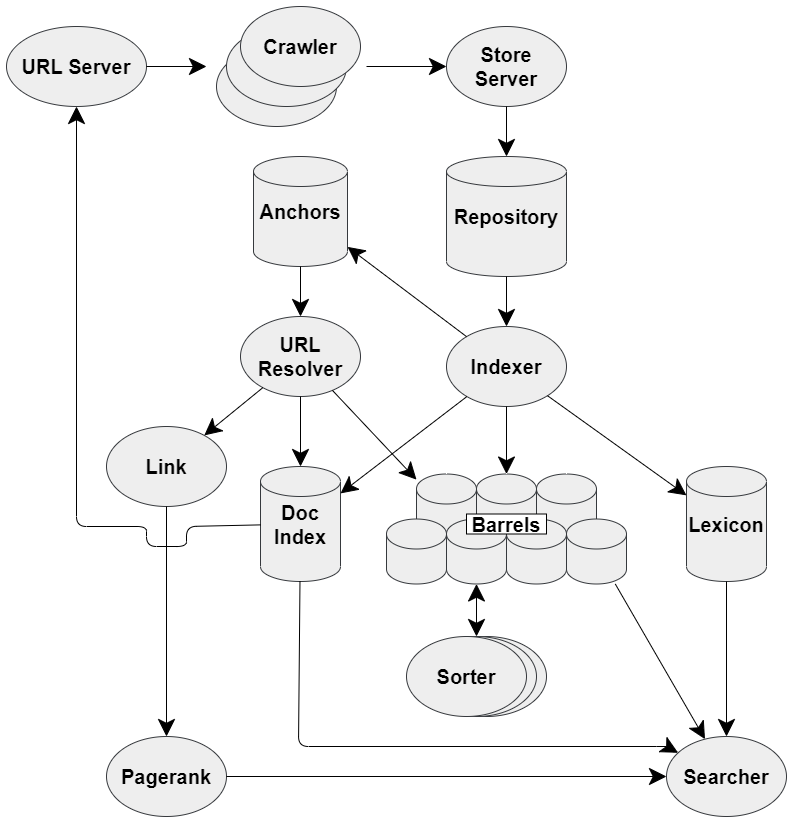 Crawler
URL Server
Store
Server
Anchors
Repository
URL
Resolver
Indexer
Link
Doc
Index
Barrels
Lexicon
Sorter
Pagerank
Searcher